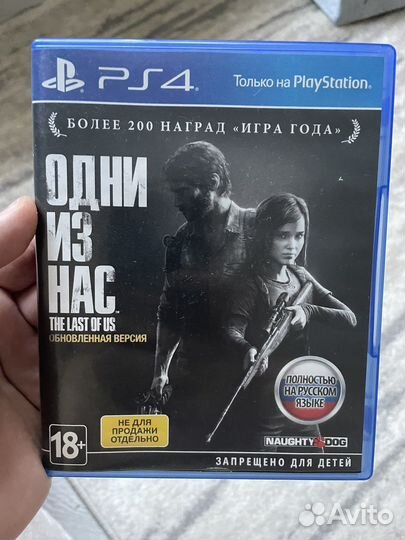 PS4
Только на PlayStation
БОЛЕЕ 200 НАГРАД «ИГРА ГОДА»
ОДНИ
ИЗ
НАС
THE LAST OF US
ОБНОВЛЕННАЯ ВЕРСИЯ
ПОЛНОСТЬЮ
НА РУССКОМ
ЯЗЫКЕ
НЕ ДЛЯ
ПРОДАЖИ
ОТДЕЛЬНО
18+
NAUGHTY DOG
ЗАПРЕЩЕНО ДЛЯ ДЕТЕЙ
Avito